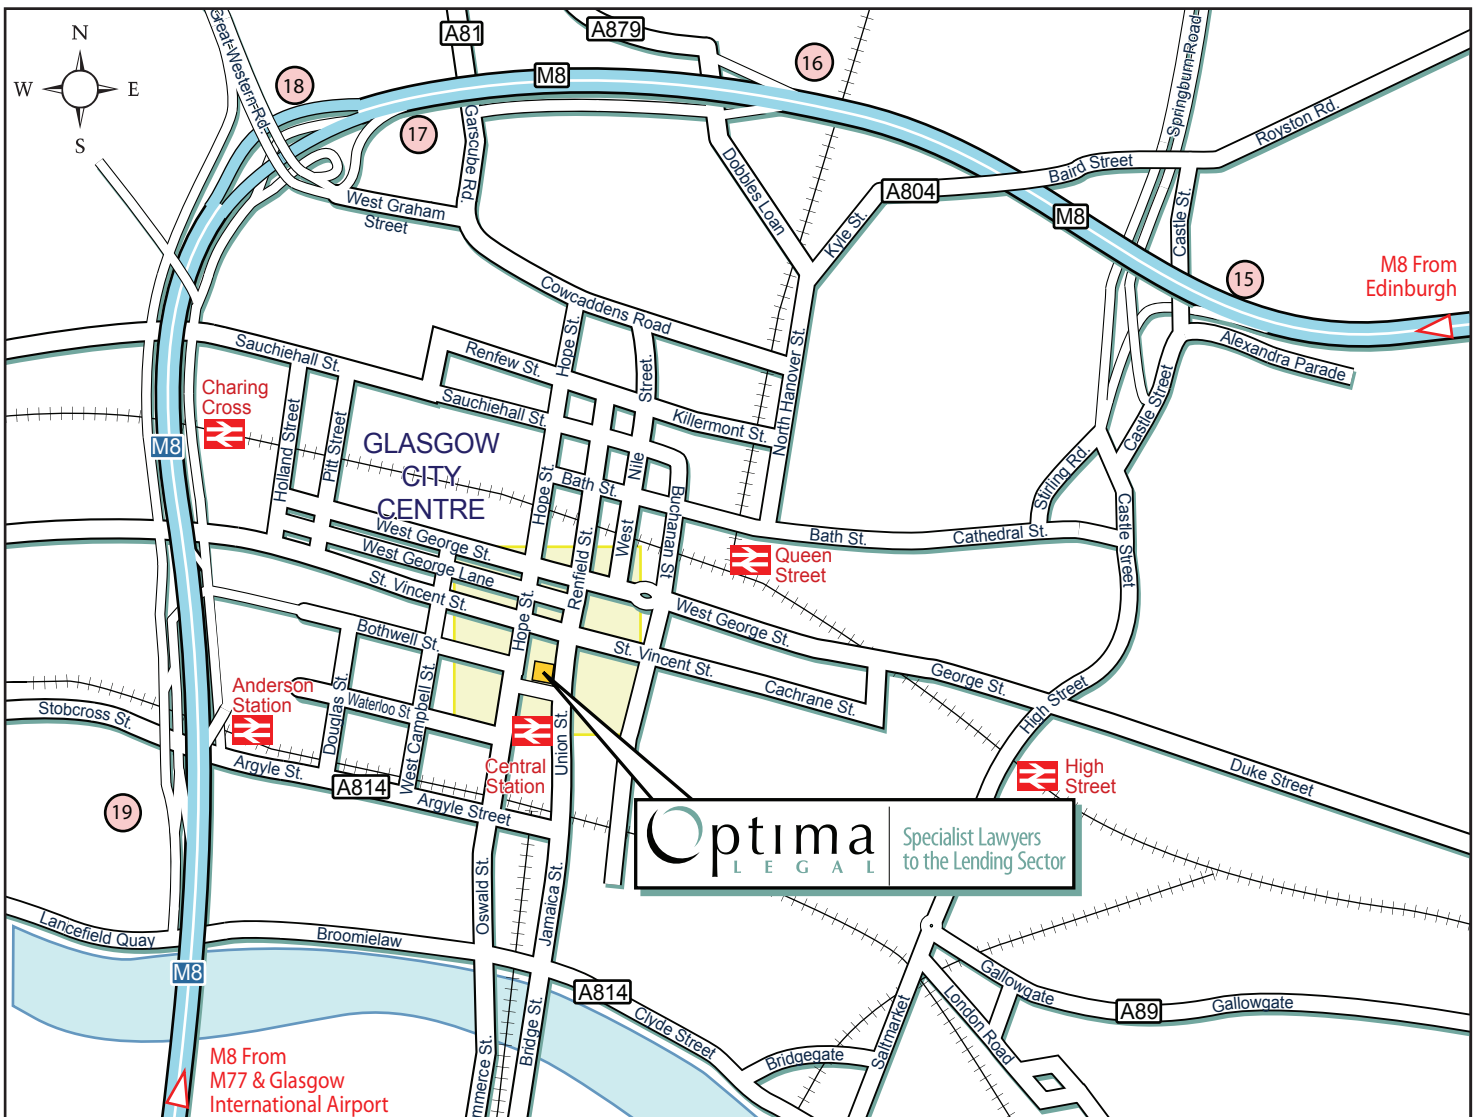 N
W
E
S
Great-Western-Rd.
A81
A879
M8
16
18
17
Garscube Rd.
Springburn-Road
Royston Rd.
Dobbles Loan
Baird Street
A804
Kyle St.
M8
Castle St.
West Graham
Street
15
M8 From
Edinburgh
Cowcaddens Road
Hope St.
Street.
North Hanover St.
Alexandra Parade
Sauchiehall St.
Renfew St.
Charing
Cross
Sauchiehall St.
Killermont St.
Castle Street
M8
Holland Street
Pitt Street
GLASGOW
CITY
CENTRE
Nile
Hope St.
Bath St.
Stirling Rd.
Buchanan St
West
Renfield St.
Castle Street
West George St.
Bath St.
Cathedral St.
West George Lane
Queen
Street
St. Vincent St.
Hope St.
West George St.
Bothwell St.
St. Vincent St.
George St.
Cachrane St.
High Street
Anderson
Station
Douglas St.
Waterloo St
West Campbell St.
Stobcross St.
Union St.
Central
Station
Argyle St.
A814
Argyle Street
High
Street
Duke Street
19
Optima
LEGAL
Specialist Lawyers
to the Lending Sector
Oswald St.
Jamaica St.
Lancefield Quay
Broomielaw
M8
A814
Gallowgate
A89
Gallowgate
London Road
Clyde Street
Saltmarket
Bridgegate
Bridge St.
mmerce St.
M8 From
M77 & Glasgow
International Airport